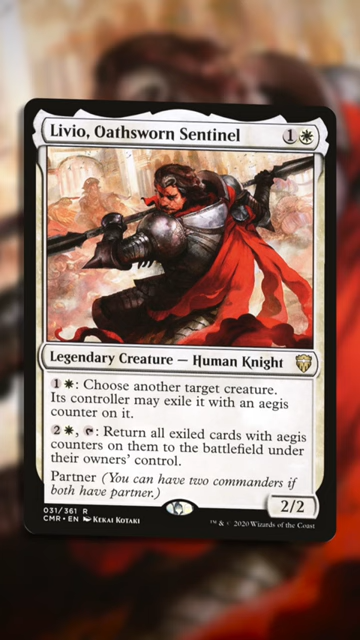 Livio, Oathsworn Sentinel 1
Legendary Creature — Human Knight
1: Choose another target creature.
Its controller may exile it with an aegis
counter on it.
2, : Return all exiled cards with aegis
counters on them to the battlefield under
their owners' control.
Partner (You can have two commanders if
both have partner.)
2/2
031/361 R
CMR • EN Kekai Kotaki
™ & © 2020 Wizards of the Coast